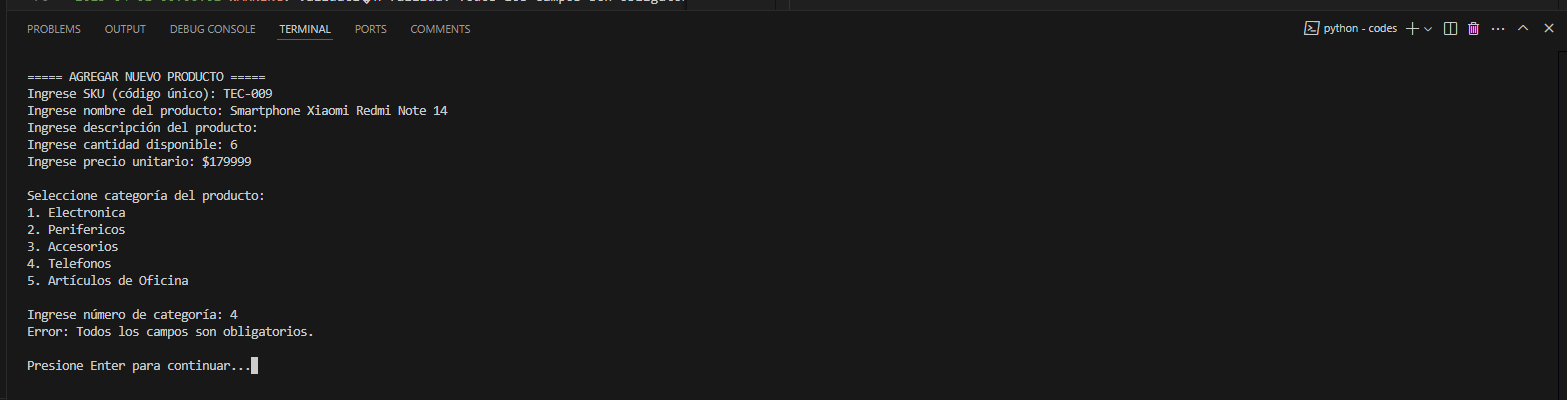 PROBLEMS OUTPUT DEBUG CONSOLE TERMINAL PORTS COMMENTS python - codes
===== AGREGAR NUEVO PRODUCTO =====
Ingrese SKU (código único): TEC-009
Ingrese nombre del producto: Smartphone Xiaomi Redmi Note 14
Ingrese descripción del producto:
Ingrese cantidad disponible: 6
Ingrese precio unitario: $179999
Seleccione categoría del producto:
1. Electronica
2. Perifericos
3. Accesorios
4. Telefonos
5. Artículos de Oficina
Ingrese número de categoría: 4
Error: Todos los campos son obligatorios.
Presione Enter para continuar...